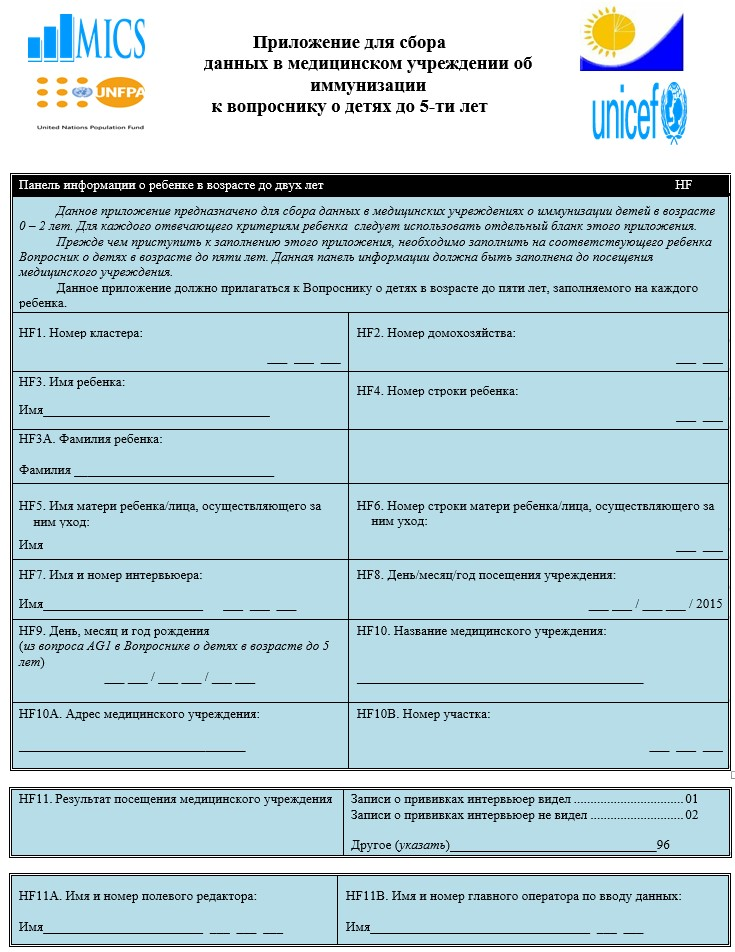 MICS
UNFPA
United Nations Population Fund
unicef
Приложение для сбора
данных в медицинском учреждении об
иммунизации
к вопроснику о детях до 5-ти лет
Панель информации о ребенке в возрасте до двух лет HF
Данное приложение предназначено для сбора данных в медицинских учреждениях о иммунизации детей в возрасте
0 – 2 лет. Для каждого отвечающего критериям ребенка следует использовать отдельный бланк этого приложения.
Прежде чем приступить к заполнению этого приложения, необходимо заполнить на соответствующего ребенка
Вопросник о детях в возрасте до пяти лет. Данная панель информации должна быть заполнена до посещения
медицинского учреждения.
Данное приложение должно прилагаться к Вопроснику о детях в возрасте до пяти лет, заполняемого на каждого
ребенка.
HF1. Номер кластера:
___ ___ ___
HF2. Номер домохозяйства:
___ ___
HF3. Имя ребенка:
Имя___________________________________
HF4. Номер строки ребенка:
___ ___
HF3A. Фамилия ребенка:
Фамилия _______________________________
HF5. Имя матери ребенка/лица, осуществляющего за
ним уход:
Имя
HF6. Номер строки матери ребенка/лица, осуществляющего за
ним уход:
___ ___
HF7. Имя и номер интервьюера:
Имя________________________ ___ ___ ___
HF8. День/месяц/год посещения учреждения:
___ ___ / ___ ___ / 2015
HF9. День, месяц и год рождения
(из вопроса AG1 в Вопроснике о детях в возрасте до 5
лет)
___ ___ / ___ ___ / ___ ___
HF10. Название медицинского учреждения:
____________________________________________
HF10A. Адрес медицинского учреждения:
___________________________________
HF10B. Номер участка:
___ ___ ___
HF11. Результат посещения медицинского учреждения
Записи о прививках интервьюер видел ..................................01
Записи о прививках интервьюер не видел .............................02
Другое (указать)________________________________96
HF11A. Имя и номер полевого редактора:
Имя________________________ ___ ___ ___
HF11B. Имя и номер главного оператора по вводу данных:
Имя__________________________________ ___ ___